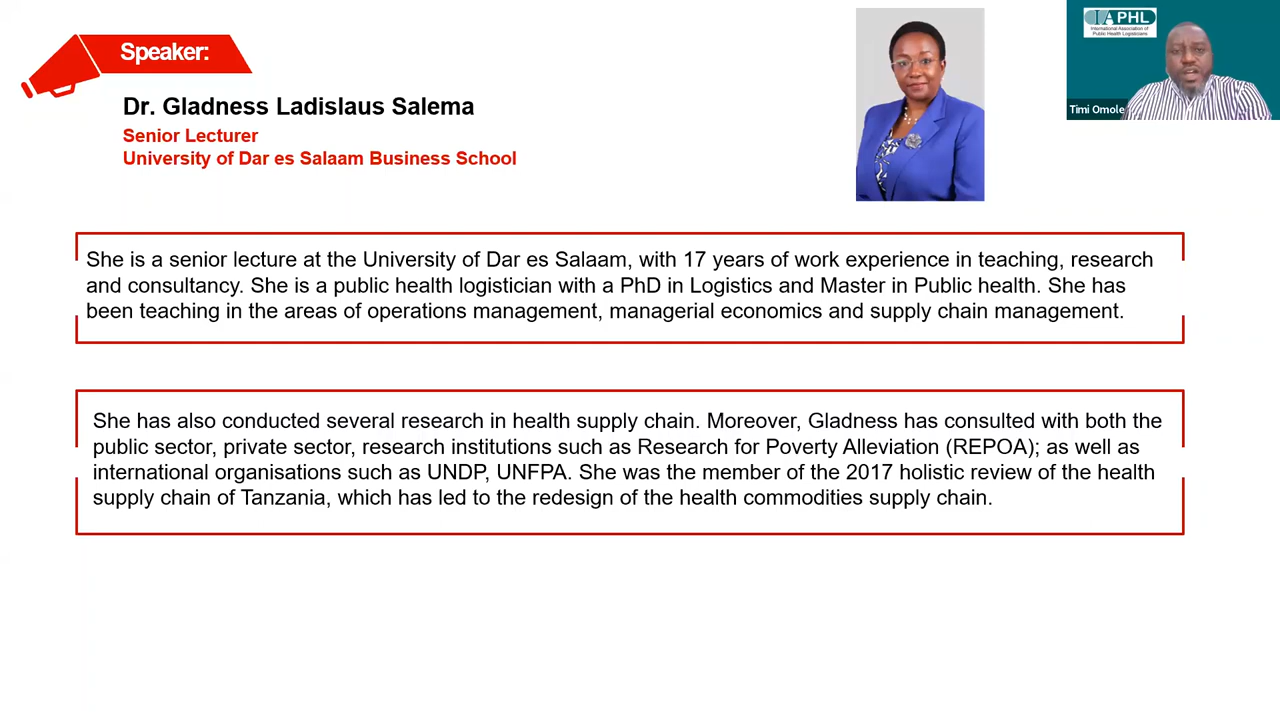 Speaker:
Dr. Gladness Ladislaus Salema
Senior Lecturer
University of Dar es Salaam Business School
IAPHL
International Association of
Public Health Logisticians
Timi Omole
She is a senior lecture at the University of Dar es Salaam, with 17 years of work experience in teaching, research
and consultancy. She is a public health logistician with a PhD in Logistics and Master in Public health. She has
been teaching in the areas of operations management, managerial economics and supply chain management.
She has also conducted several research in health supply chain. Moreover, Gladness has consulted with both the
public sector, private sector, research institutions such as Research for Poverty Alleviation (REPOA); as well as
international organisations such as UNDP, UNFPA. She was the member of the 2017 holistic review of the health
supply chain of Tanzania, which has led to the redesign of the health commodities supply chain.